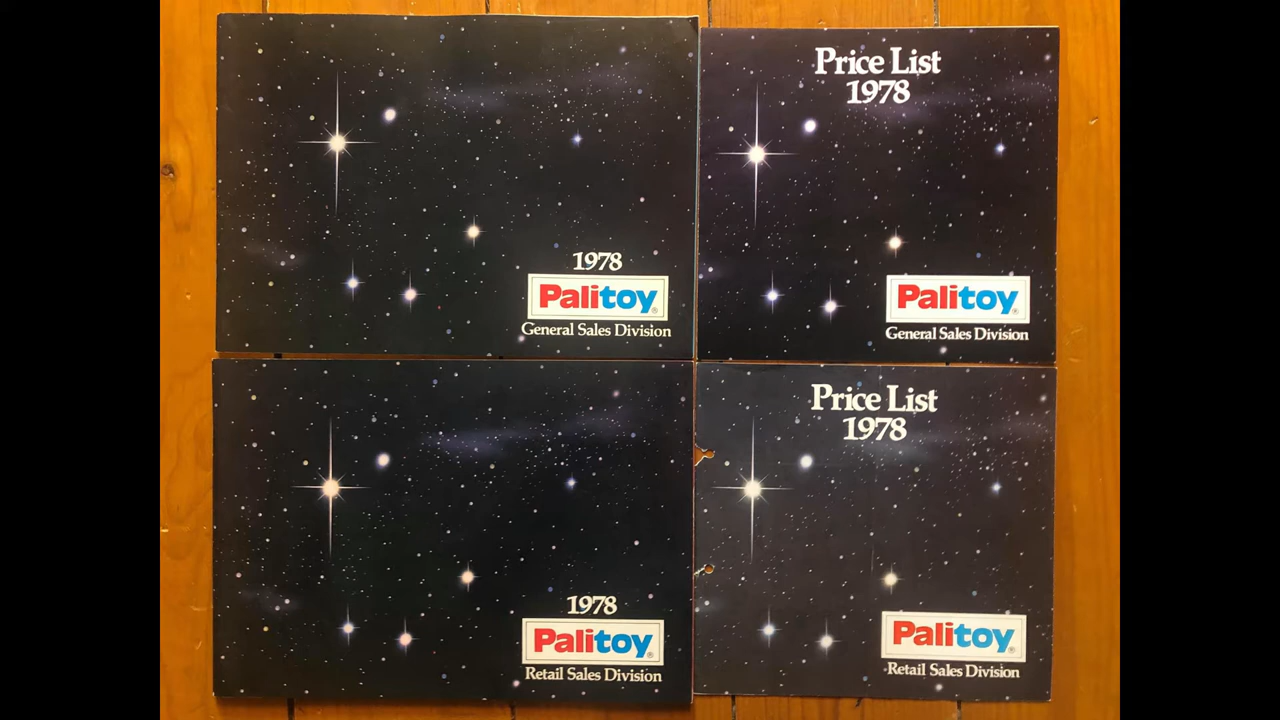 1978
Palitoy®
General Sales Division
Price List
1978
Palitoy®
General Sales Division
1978
Palitoy®
Retail Sales Division
Price List
1978
Palitoy®
Retail Sales Division